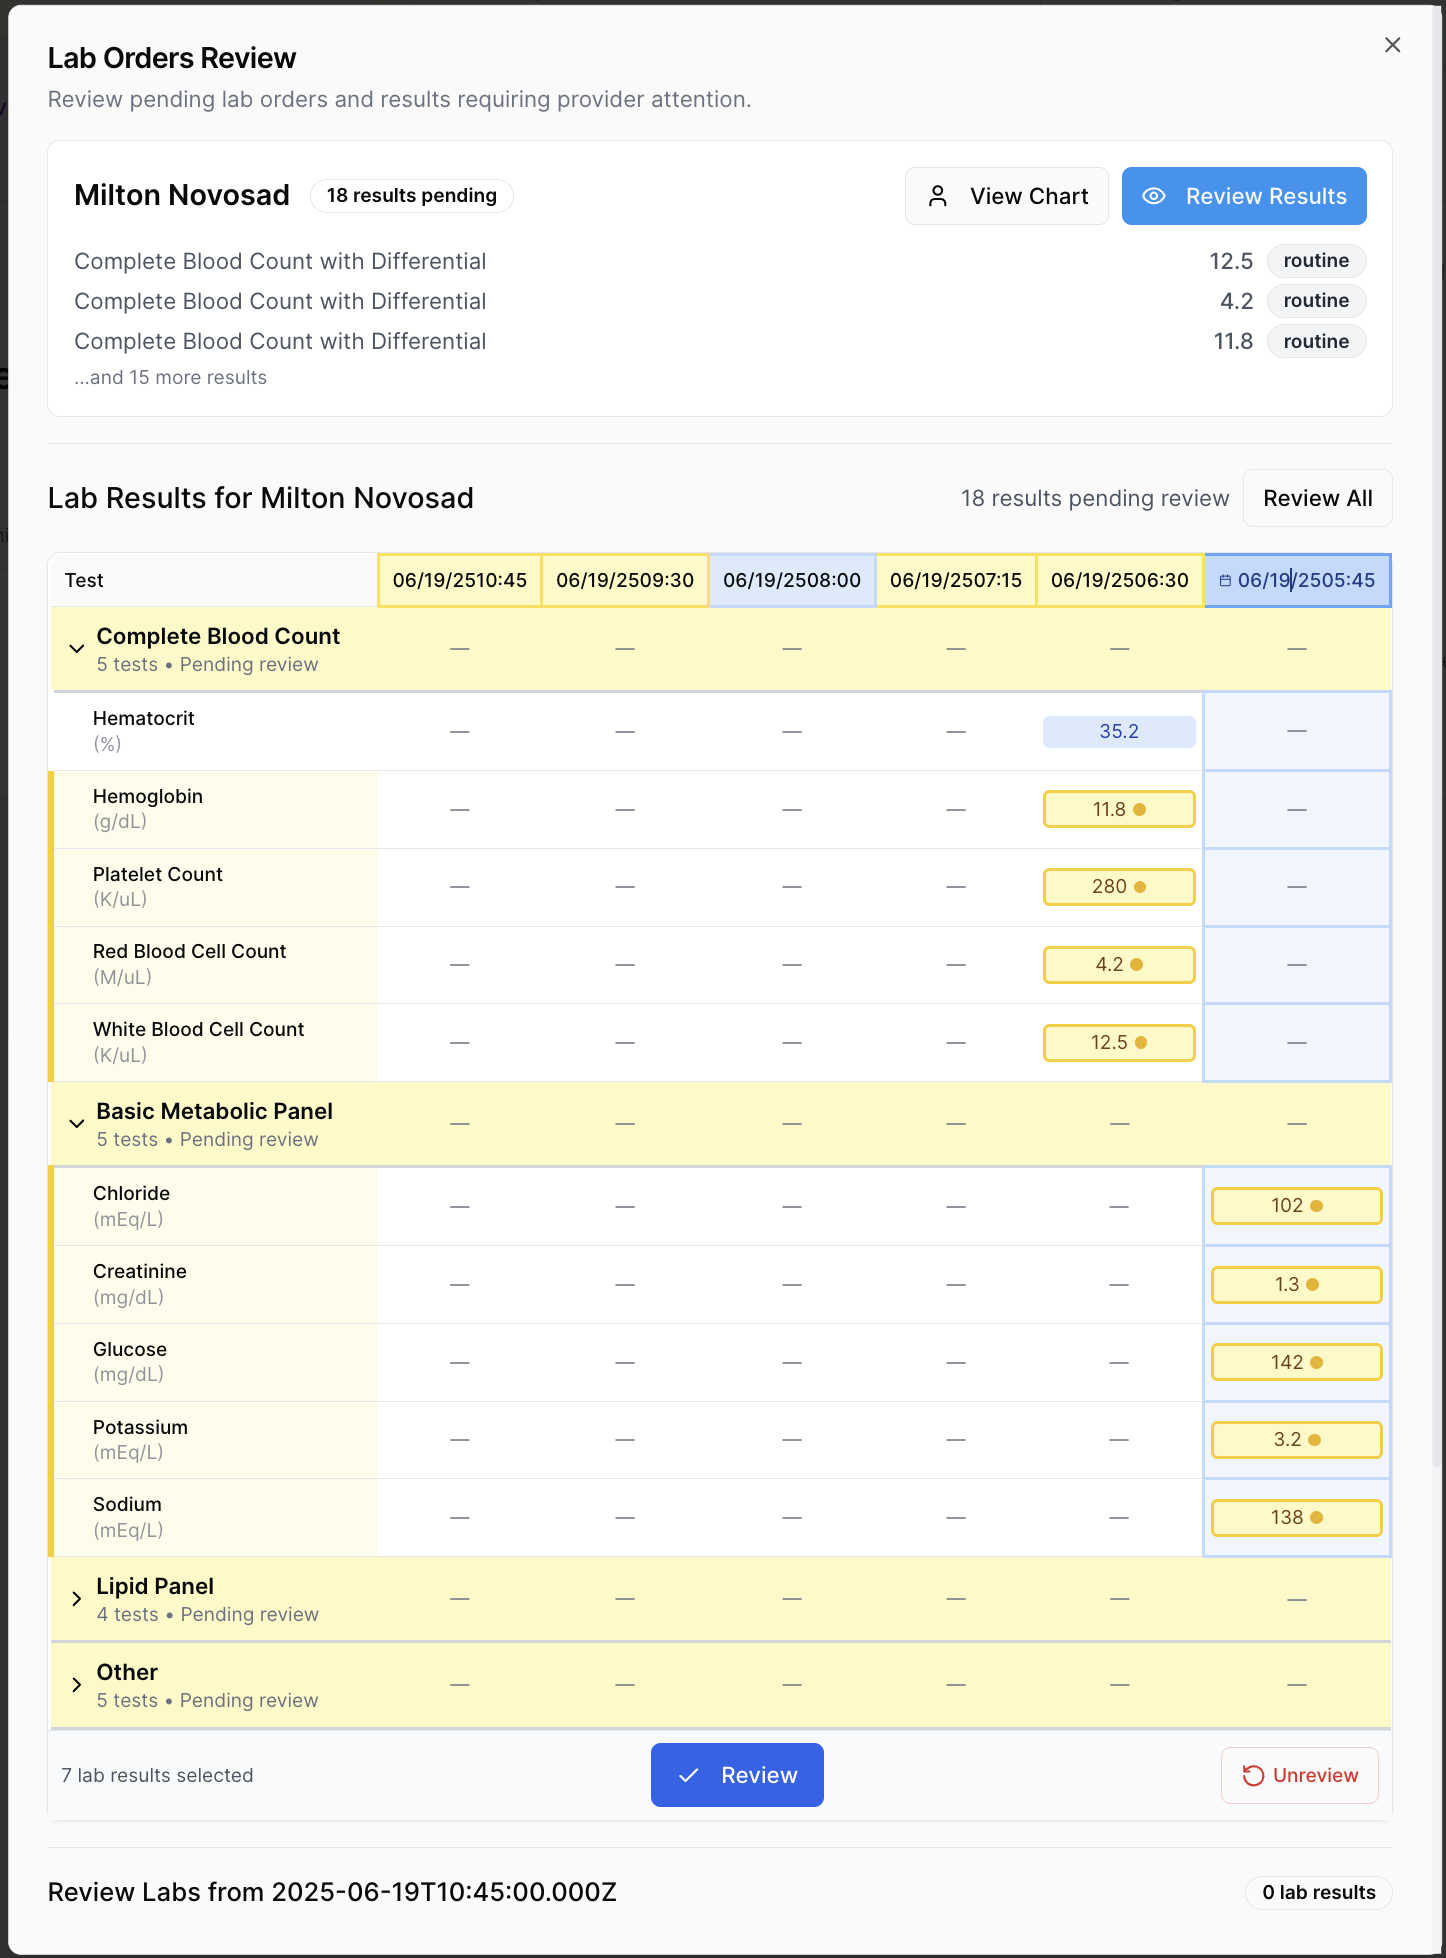 Lab Orders Review
Review pending lab orders and results requiring provider attention.
Milton Novosad 18 results pending View Chart Review Results
Complete Blood Count with Differential 12.5 routine
Complete Blood Count with Differential 4.2 routine
Complete Blood Count with Differential 11.8 routine
...and 15 more results
Lab Results for Milton Novosad 18 results pending review Review All
Test 06/19/2510:45 06/19/2509:30 06/19/2508:00 06/19/2507:15 06/19/2506:30 06/19/2505:45
Complete Blood Count — — — — — —
5 tests • Pending review
Hematocrit — — — — 35.2 —
(%)
Hemoglobin — — — — 11.8 —
(g/dL)
Platelet Count — — — — 280 —
(K/uL)
Red Blood Cell Count — — — — 4.2 —
(M/uL)
White Blood Cell Count — — — — 12.5 —
(K/uL)
Basic Metabolic Panel — — — — — —
5 tests • Pending review
Chloride — — — — — 102
(mEq/L)
Creatinine — — — — — 1.3
(mg/dL)
Glucose — — — — — 142
(mg/dL)
Potassium — — — — — 3.2
(mEq/L)
Sodium — — — — — 138
(mEq/L)
Lipid Panel — — — — — —
4 tests • Pending review
Other — — — — — —
5 tests • Pending review
7 lab results selected Review Unreview
Review Labs from 2025-06-19T10:45:00.000Z 0 lab results